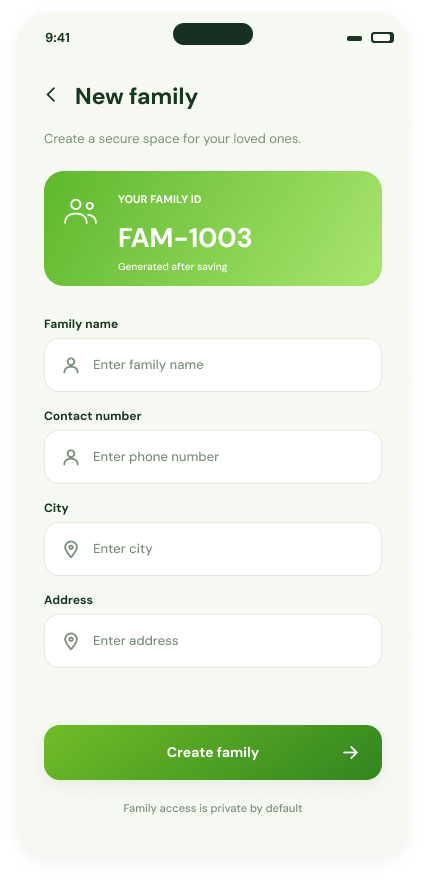 9:41
New family
Create a secure space for your loved ones.
YOUR FAMILY ID
FAM-1003
Generated after saving
Family name
Enter family name
Contact number
Enter phone number
City
Enter city
Address
Enter address
Create family
Family access is private by default